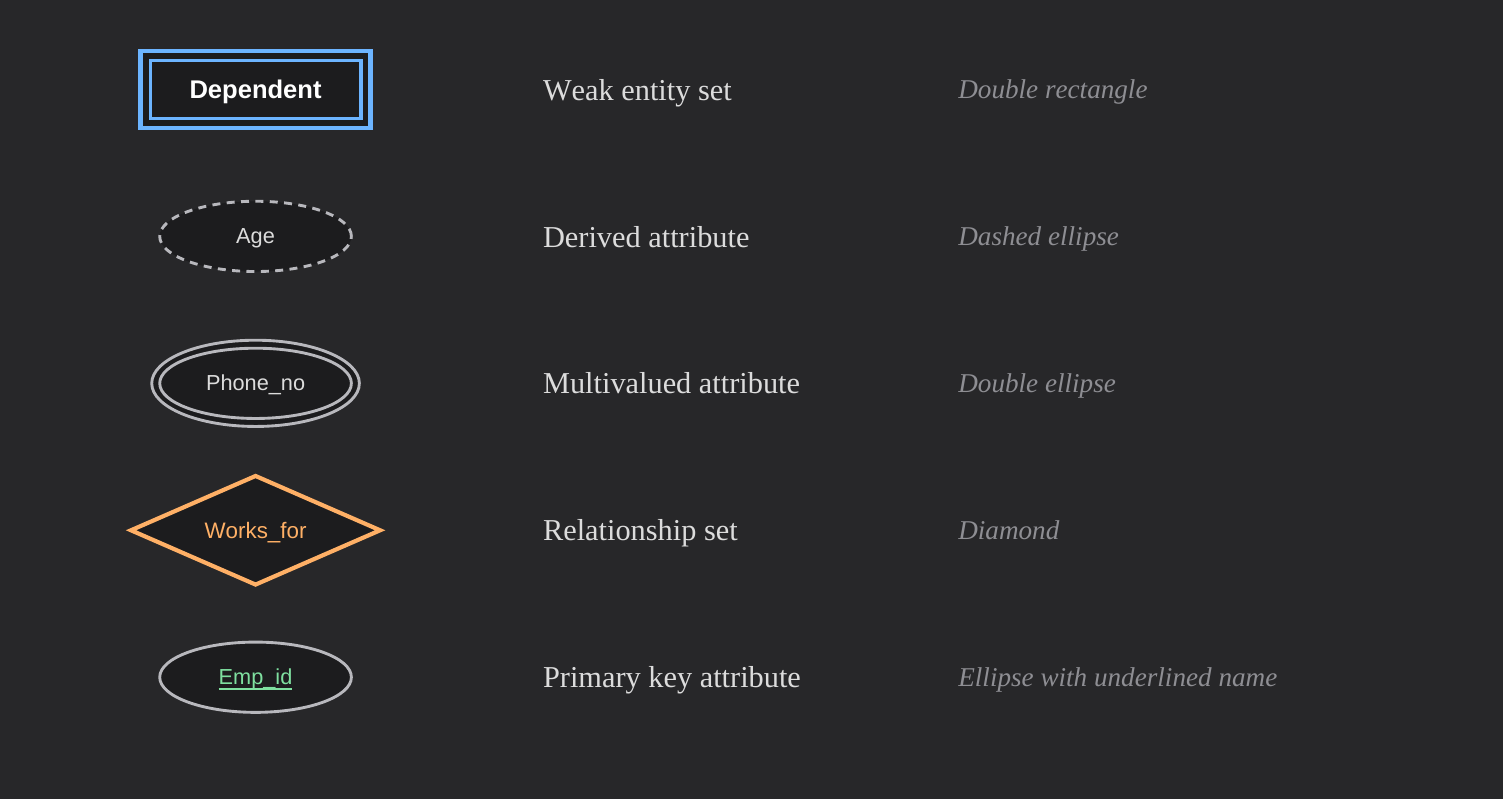 Dependent Weak entity set Double rectangle
Age Derived attribute Dashed ellipse
Phone_no Multivalued attribute Double ellipse
Works_for Relationship set Diamond
Emp_id Primary key attribute Ellipse with underlined name